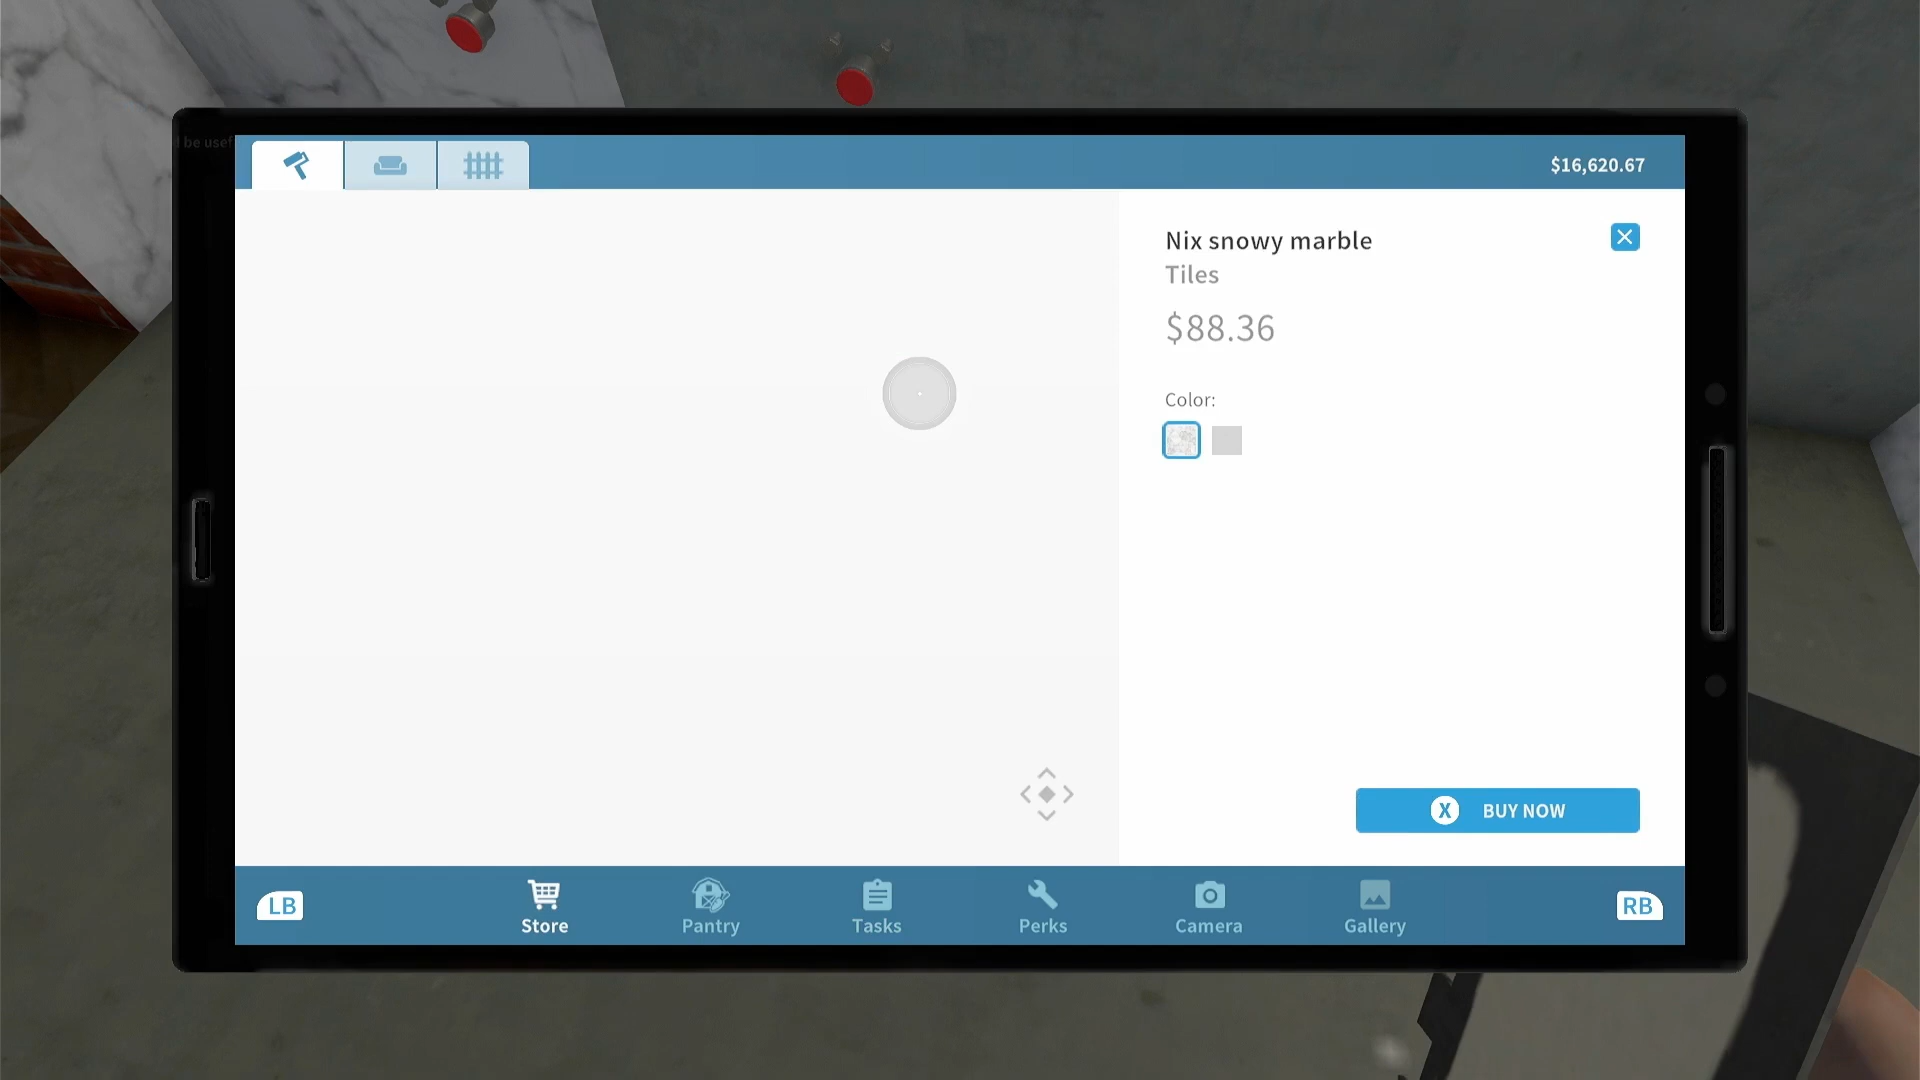 $16,620.67
Nix snowy marble
Tiles
$88.36
Color:
X BUY NOW
LB
Store
Pantry
Tasks
Perks
Camera
Gallery
RB